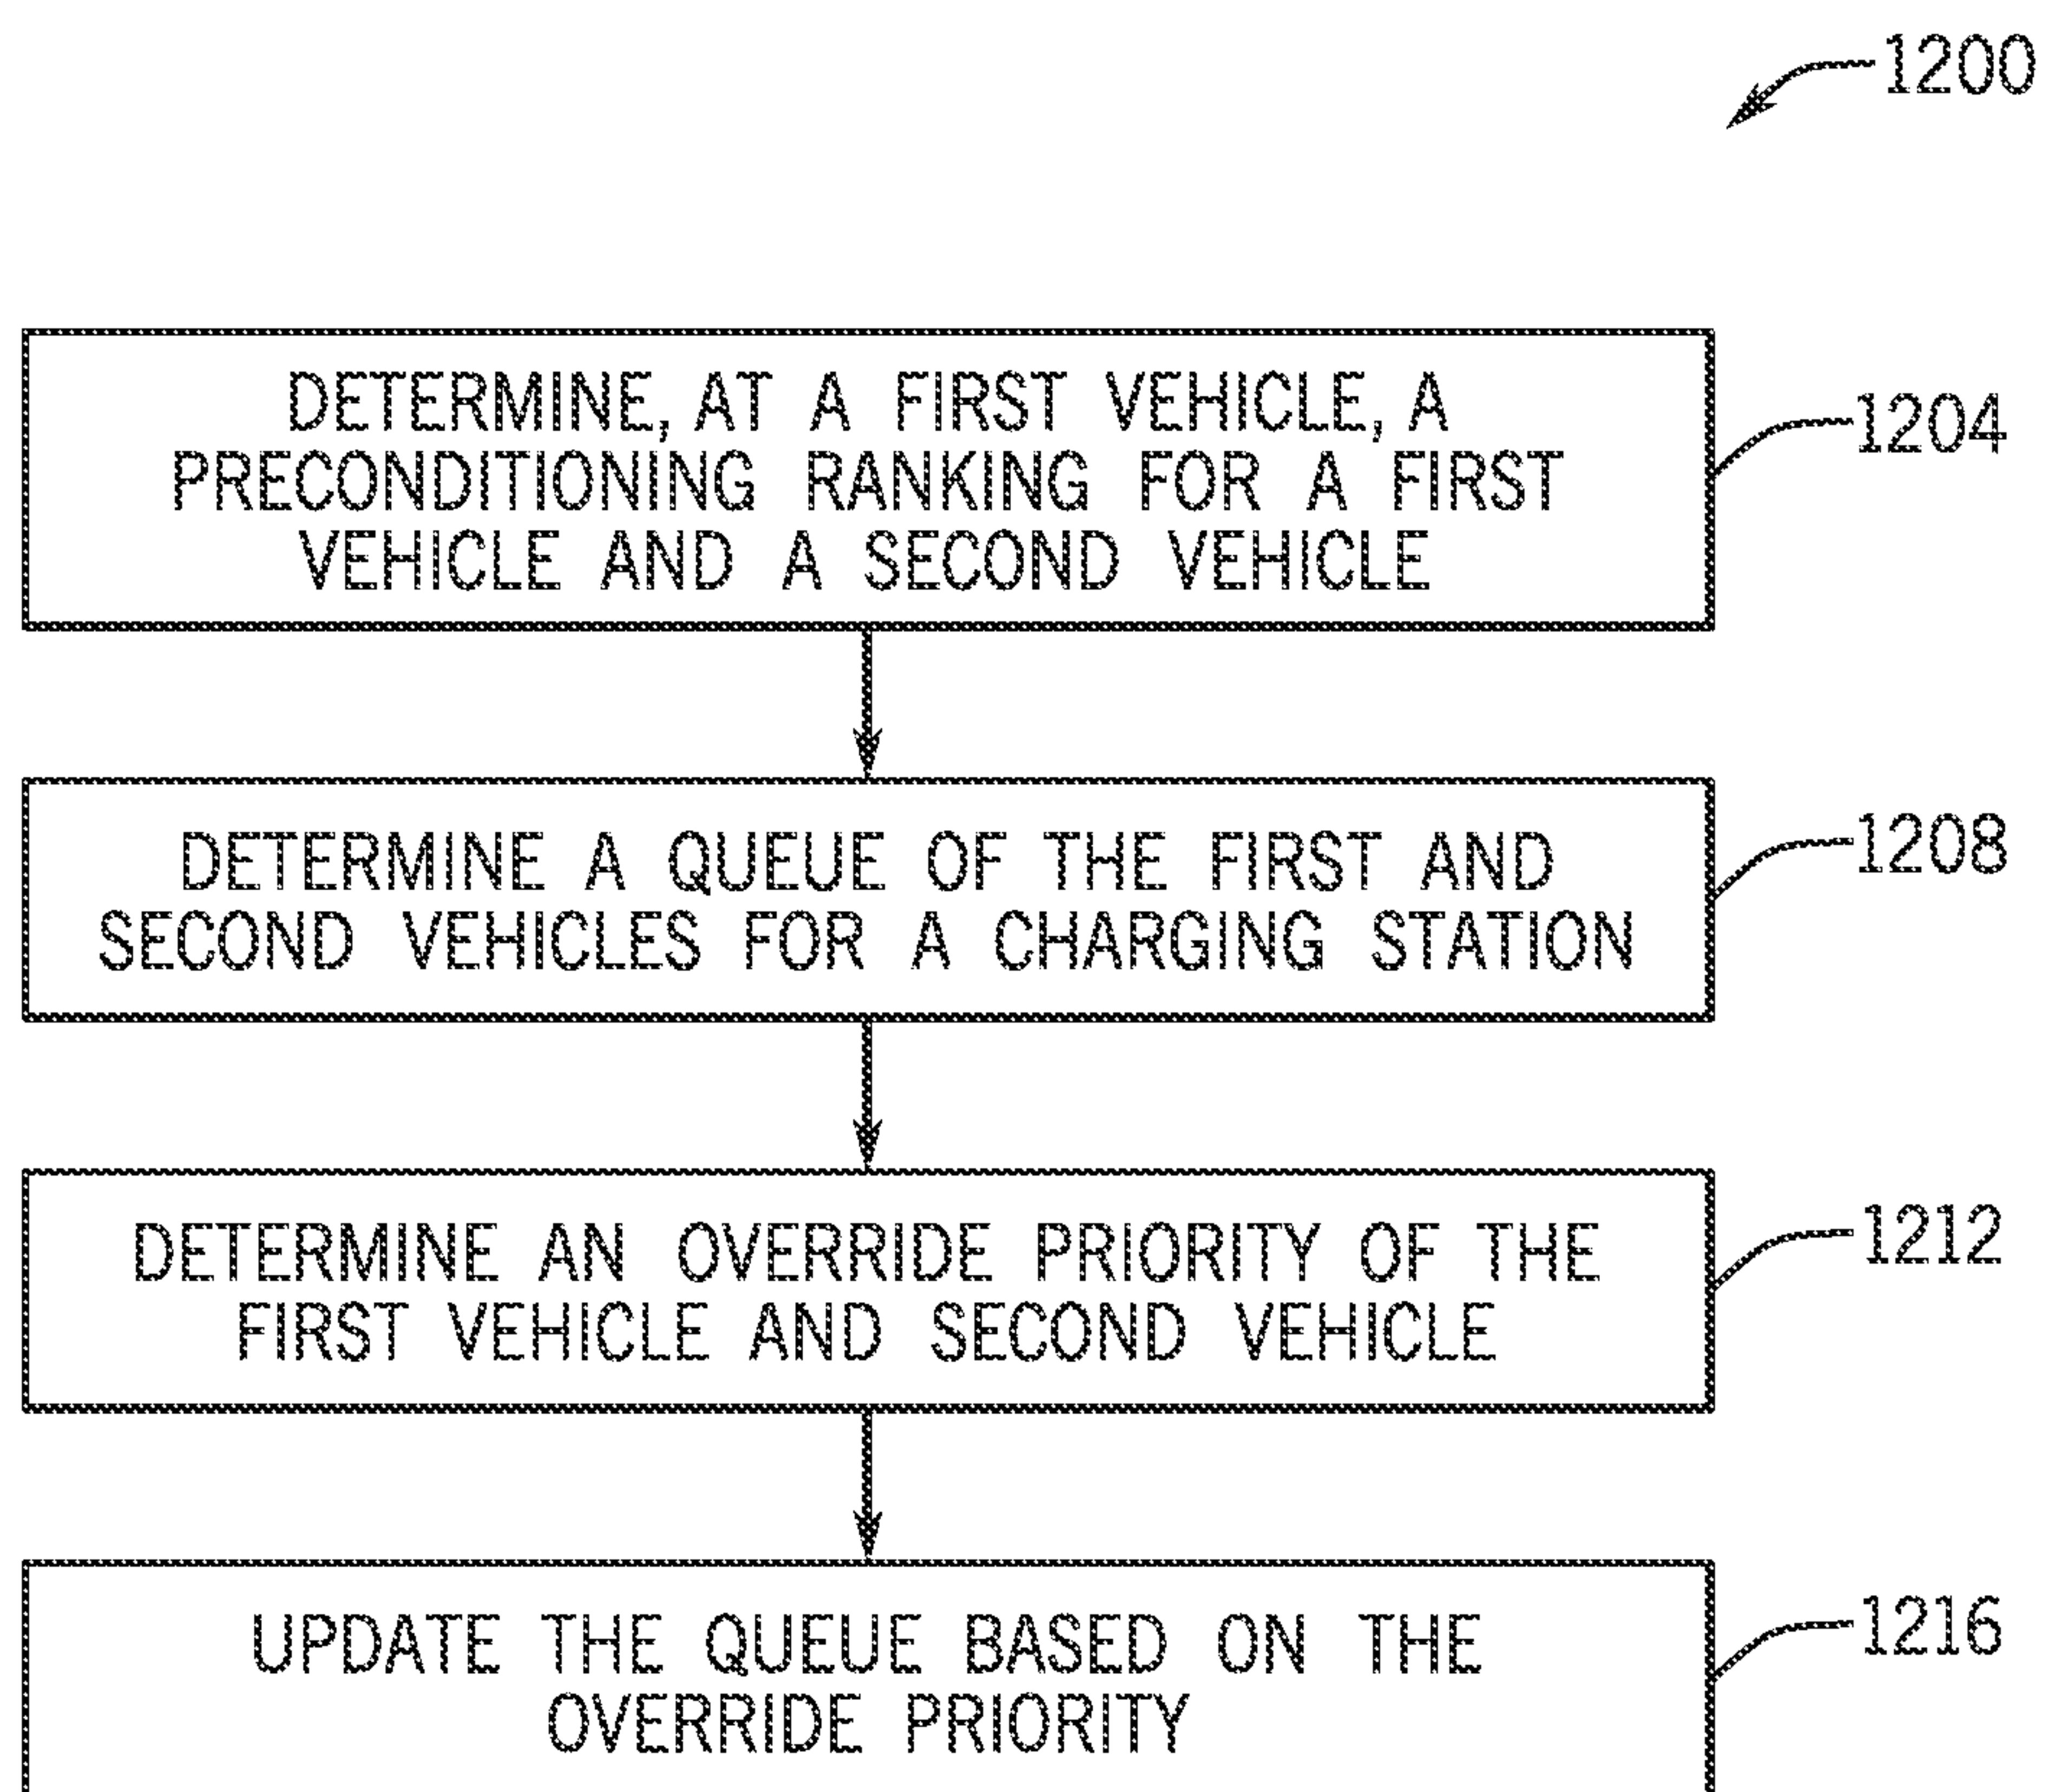 1200
DETERMINE, AT A FIRST VEHICLE, A
PRECONDITIONING RANKING FOR A FIRST
VEHICLE AND A SECOND VEHICLE
1204
DETERMINE A QUEUE OF THE FIRST AND
SECOND VEHICLES FOR A CHARGING STATION
1208
DETERMINE AN OVERRIDE PRIORITY OF THE
FIRST VEHICLE AND SECOND VEHICLE
1212
UPDATE THE QUEUE BASED ON THE
OVERRIDE PRIORITY
1216